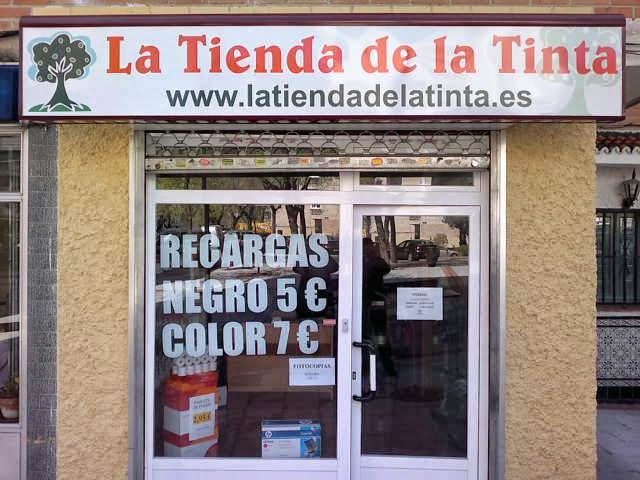 La Tienda de la Tinta
www.latiendadelatinta.es
RECARGAS
NEGRO 5 €
COLOR 7 €
FOTOCOPIAS